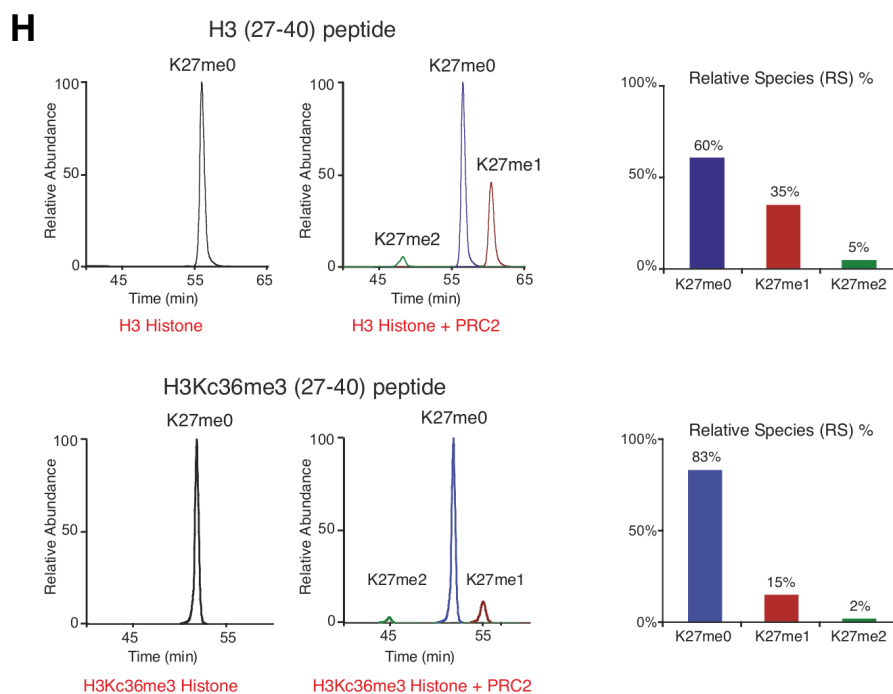 H
H3 (27-40) peptide
K27me0
Relative Abundance
100
50
0
45 55 65
Time (min)
H3 Histone
K27me0
K27me1
K27me2
Relative Abundance
100
50
0
45 55 65
Time (min)
H3 Histone + PRC2
Relative Species (RS) %
100%
50%
0%
60%
35%
5%
K27me0 K27me1 K27me2
H3Kc36me3 (27-40) peptide
K27me0
Relative Abundance
100
50
0
45 55
Time (min)
H3Kc36me3 Histone
K27me0
K27me2 K27me1
Relative Abundance
100
50
0
45 55
Time (min)
H3Kc36me3 Histone + PRC2
Relative Species (RS) %
100%
50%
0%
83%
15%
2%
K27me0 K27me1 K27me2